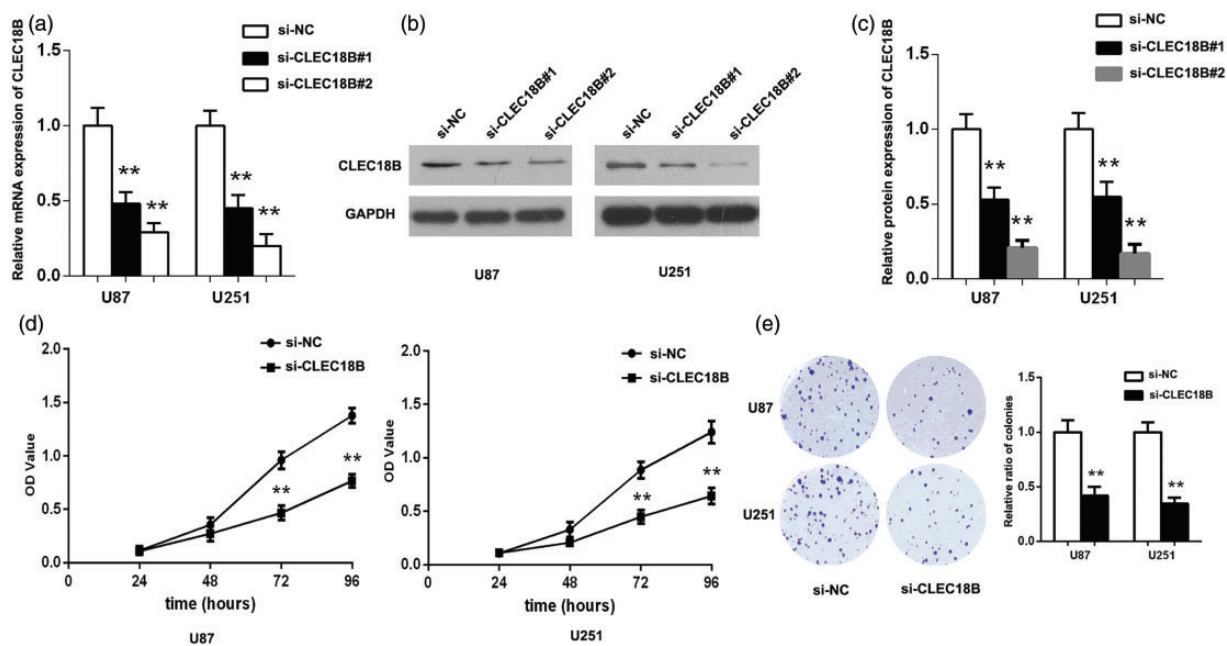 (a)
si-NC
si-CLEC18B#1
si-CLEC18B#2
Relative mRNA expression of CLEC18B
1.5
1.0
0.5
0.0
**
**
**
**
U87
U251
(b)
si-NC
si-CLEC18B#1
si-CLEC18B#2
si-NC
si-CLEC18B#1
si-CLEC18B#2
CLEC18B
GAPDH
U87
U251
(c)
si-NC
si-CLEC18B#1
si-CLEC18B#2
Relative protein expression of CLEC18B
1.5
1.0
0.5
0.0
**
**
**
**
U87
U251
(d)
si-NC
si-CLEC18B
OD Value
2.0
1.5
1.0
0.5
0.0
**
**
0
24
48
72
96
time (hours)
U87
si-NC
si-CLEC18B
OD Value
2.0
1.5
1.0
0.5
0.0
**
**
0
24
48
72
96
time (hours)
U251
(e)
U87
U251
si-NC
si-CLEC18B
si-NC
si-CLEC18B
Relative ratio of colonies
1.5
1.0
0.5
0.0
**
**
U87
U251